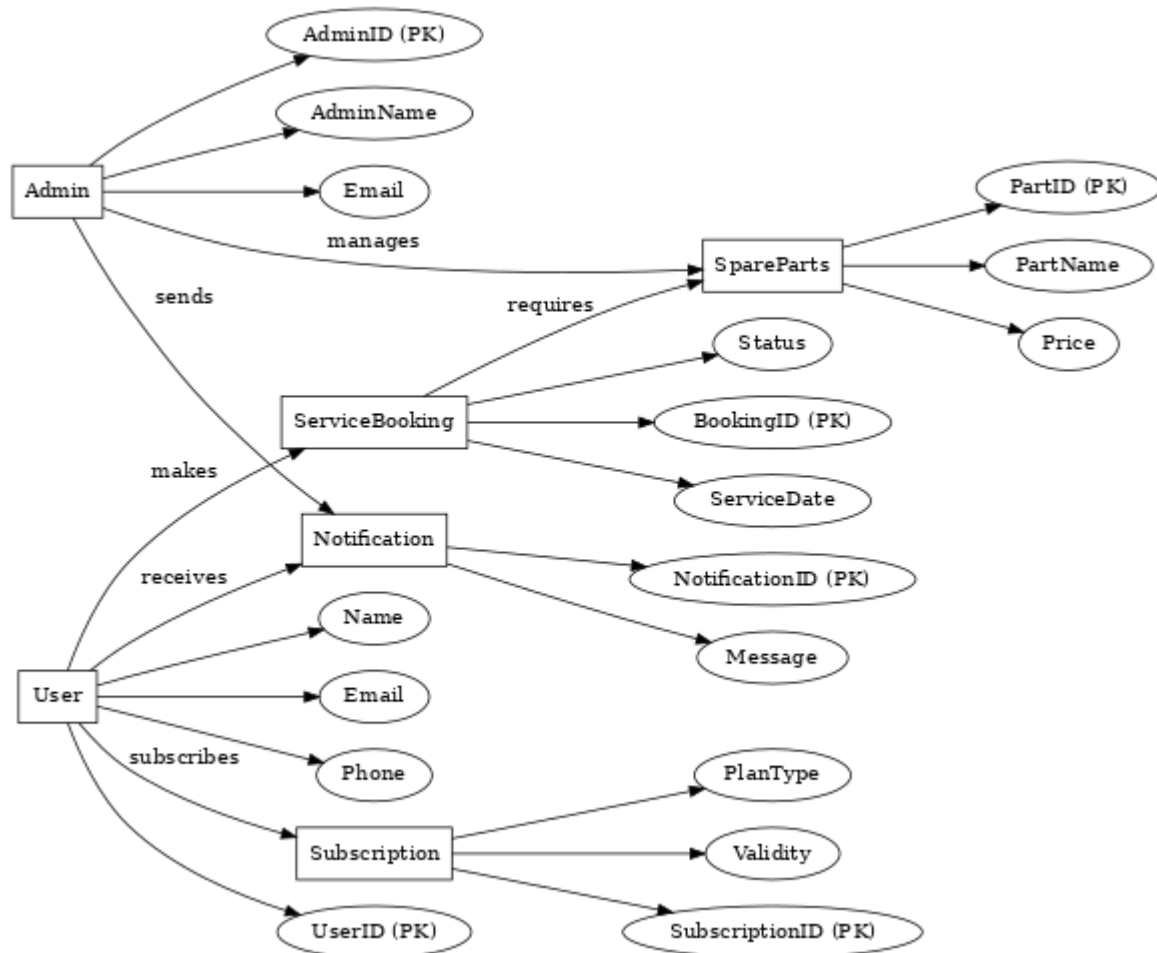 AdminID (PK)
AdminName
Admin
Email
manages
sends
PartID (PK)
SpareParts
PartName
requires
Status
Price
ServiceBooking
BookingID (PK)
makes
ServiceDate
Notification
receives
NotificationID (PK)
Name
Message
User
Email
subscribes
Phone
PlanType
Subscription
Validity
UserID (PK)
SubscriptionID (PK)